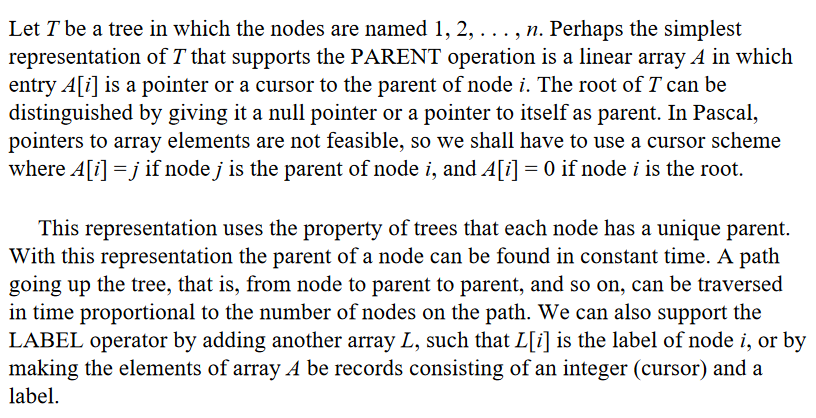 Let T be a tree in which the nodes are named 1, 2, . . . , n. Perhaps the simplest
representation of T that supports the PARENT operation is a linear array A in which
entry A[i] is a pointer or a cursor to the parent of node i. The root of T can be
distinguished by giving it a null pointer or a pointer to itself as parent. In Pascal,
pointers to array elements are not feasible, so we shall have to use a cursor scheme
where A[i] = j if node j is the parent of node i, and A[i] = 0 if node i is the root.
This representation uses the property of trees that each node has a unique parent.
With this representation the parent of a node can be found in constant time. A path
going up the tree, that is, from node to parent to parent, and so on, can be traversed
in time proportional to the number of nodes on the path. We can also support the
LABEL operator by adding another array L, such that L[i] is the label of node i, or by
making the elements of array A be records consisting of an integer (cursor) and a
label.